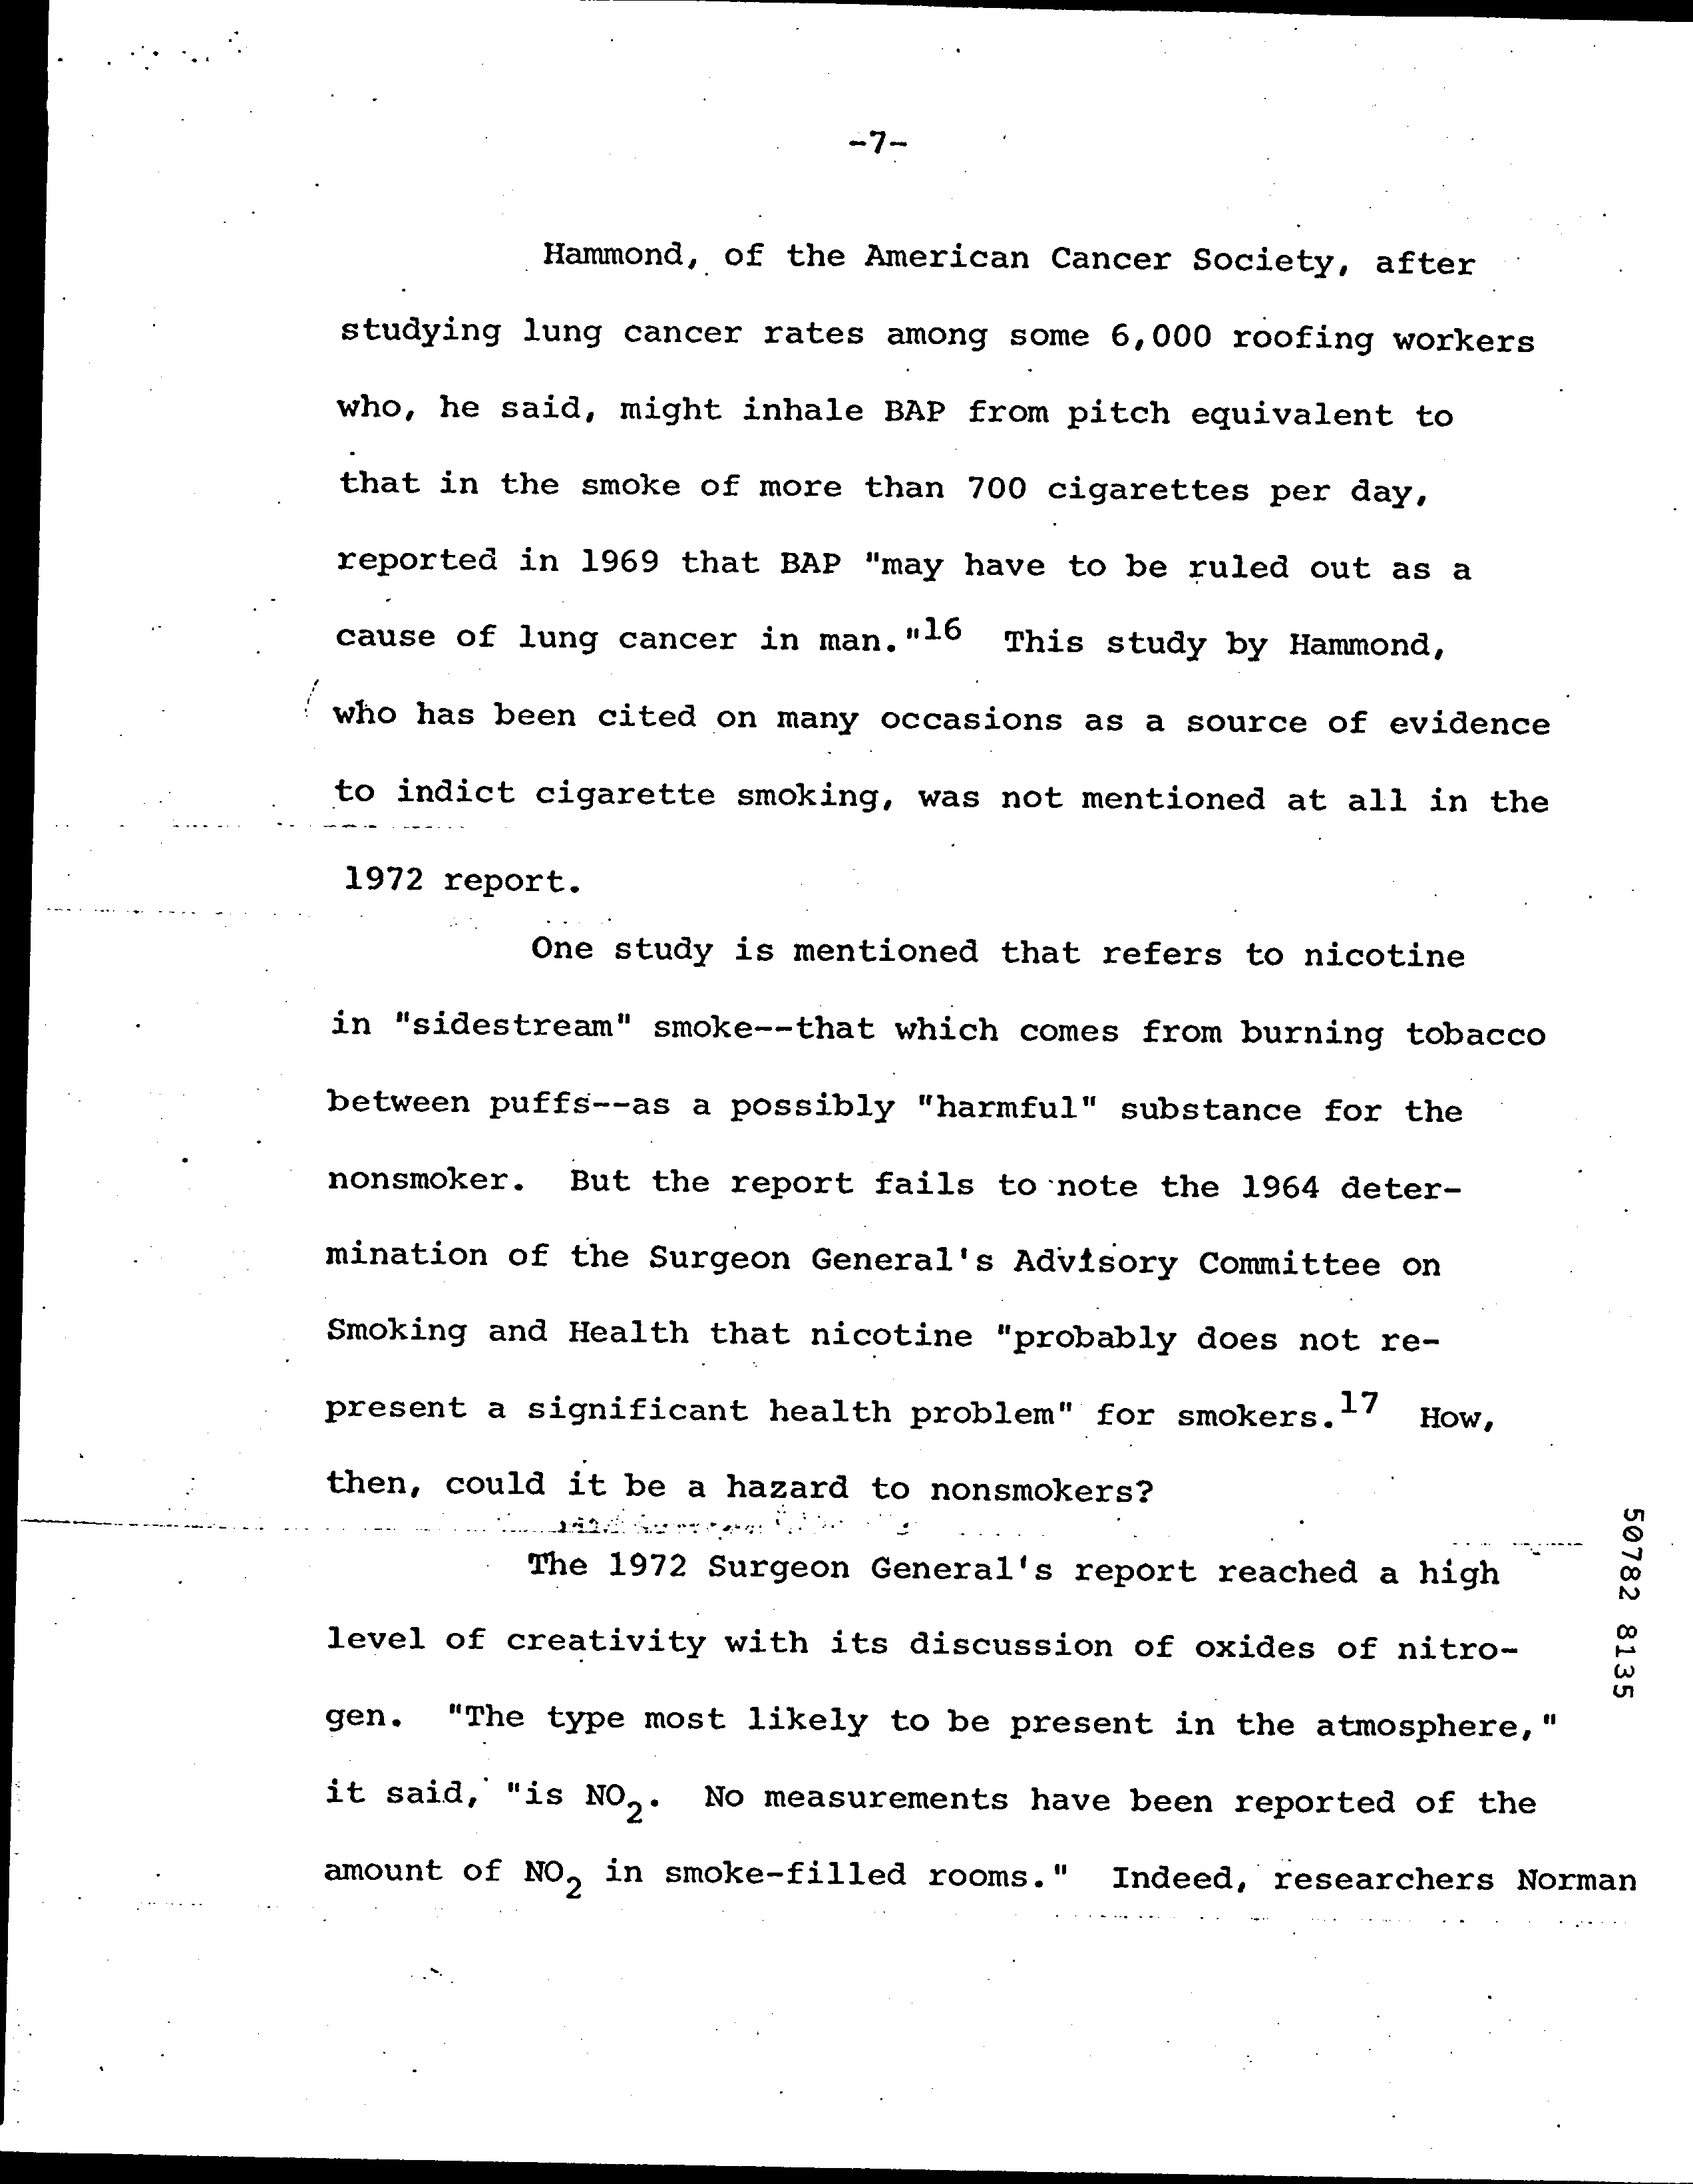 -7-
Hammond, of the American Cancer Society, after
studying lung cancer rates among some 6,000 roofing workers
who, he said, might inhale BAP from pitch equivalent to
that in the smoke of more than 700 cigarettes per day,
reported in 1969 that BAP "may have to be ruled out as a
cause of lung cancer in man."16 This study by Hammond,
who has been cited on many occasions as a source of evidence
to indict cigarette smoking, was not mentioned at all in the
1972 report.
One study is mentioned that refers to nicotine
in "sidestream" smoke--that which comes from burning tobacco
between puffs--as a possibly "harmful" substance for the
nonsmoker. But the report fails to note the 1964 deter-
mination of the Surgeon General's Advisory Committee on
Smoking and Health that nicotine "probably does not re-
present a significant health problem" for smokers.17 How,
then, could it be a hazard to nonsmokers?
The 1972 Surgeon General's report reached a high
level of creativity with its discussion of oxides of nitro-
gen. "The type most likely to be present in the atmosphere,"
it said, "is NO2. No measurements have been reported of the
amount of NO2 in smoke-filled rooms." Indeed, researchers Norman
50782 8135